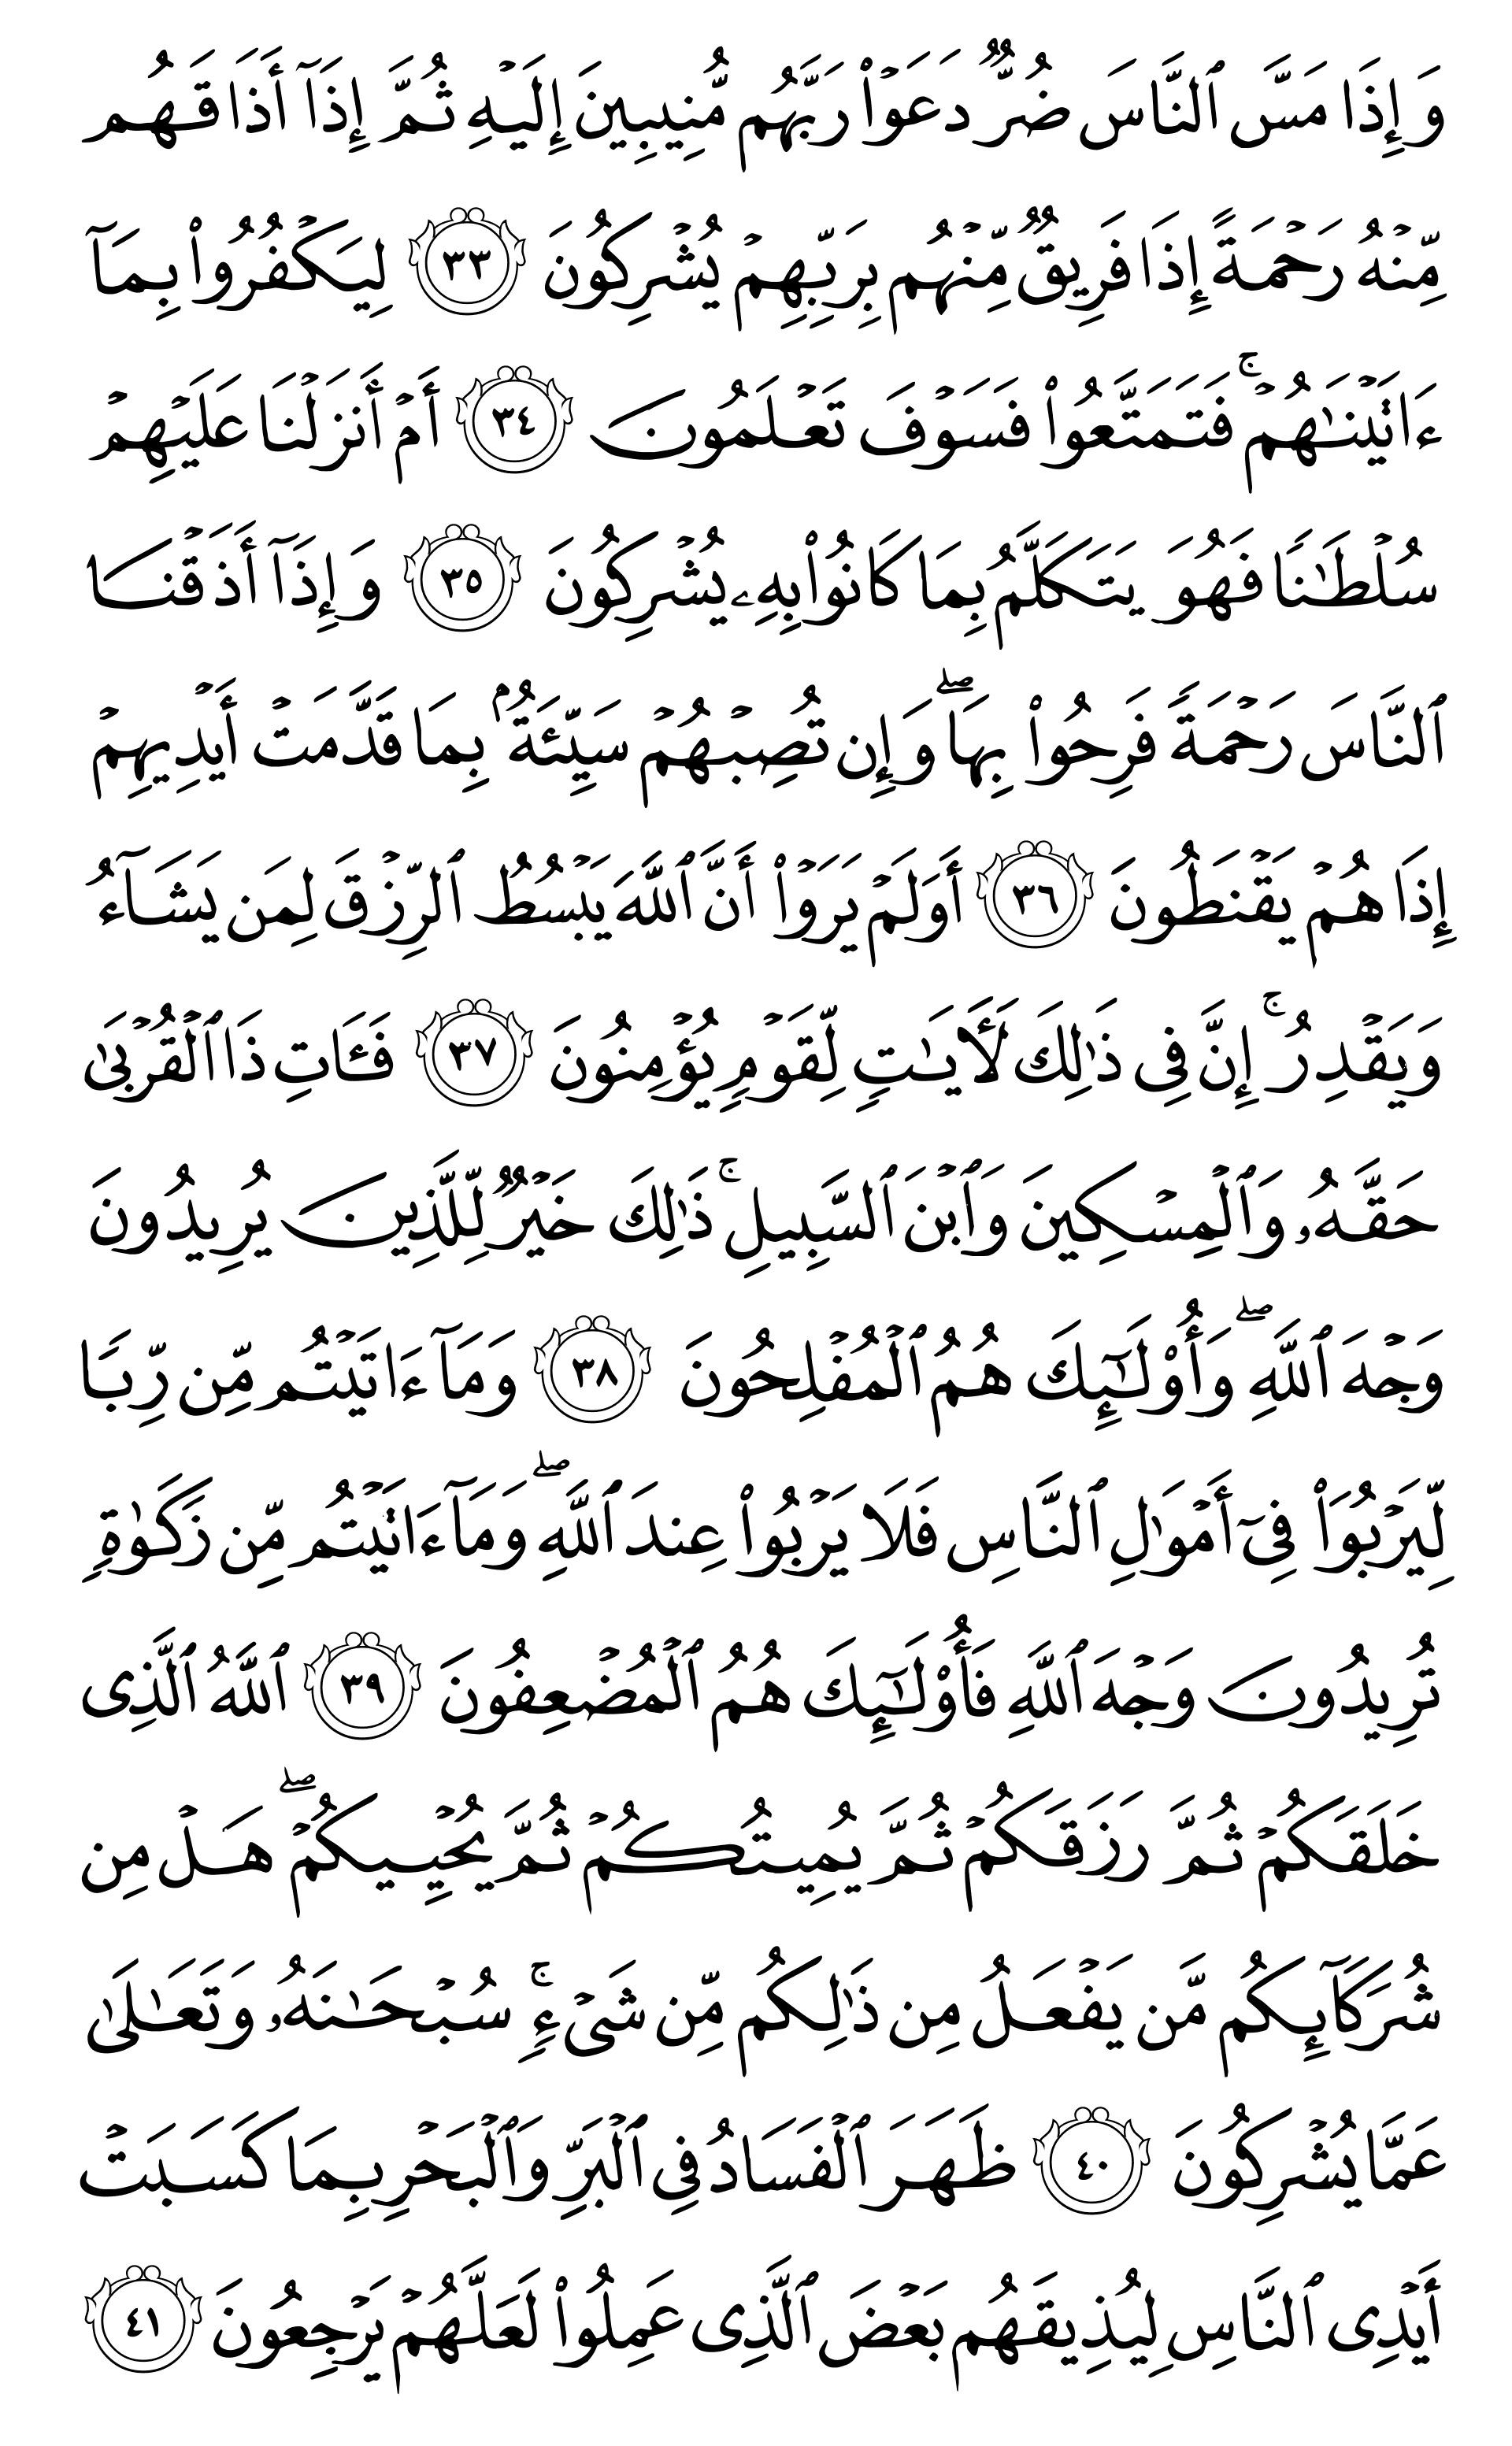 وَإِذَا مَسَّ ٱلنَّاسَ ضُرٌّ دَعَوۡاْ رَبَّهُم مُّنِيبِينَ إِلَيۡهِ ثُمَّ إِذَآ أَذَاقَهُم
مِّنۡهُ رَحۡمَةً إِذَا فَرِيقٌ مِّنۡهُم بِرَبِّهِمۡ يُشۡرِكُونَ ٣٣ لِيَكۡفُرُواْ بِمَآ
ءَاتَيۡنَٰهُمۡۚ فَتَمَتَّعُواْ فَسَوۡفَ تَعۡلَمُونَ ٣٤ أَمۡ أَنزَلۡنَا عَلَيۡهِمۡ
سُلۡطَٰنًا فَهُوَ يَتَكَلَّمُ بِمَا كَانُواْ بِهِۦ يُشۡرِكُونَ ٣٥ وَإِذَآ أَذَقۡنَا
ٱلنَّاسَ رَحۡمَةً فَرِحُواْ بِهَاۖ وَإِن تُصِبۡهُمۡ سَيِّئَةُۢ بِمَا قَدَّمَتۡ أَيۡدِيهِمۡ
إِذَا هُمۡ يَقۡنَطُونَ ٣٦ أَوَلَمۡ يَرَوۡاْ أَنَّ ٱللَّهَ يَبۡسُطُ ٱلرِّزۡقَ لِمَن يَشَآءُ
وَيَقۡدِرُۚ إِنَّ فِي ذَٰلِكَ لَأٓيَٰتٍ لِّقَوۡمٍ يُؤۡمِنُونَ ٣٧ فَـَٔاتِ ذَا ٱلۡقُرۡبَىٰ
حَقَّهُۥ وَٱلۡمِسۡكِينَ وَٱبۡنَ ٱلسَّبِيلِۚ ذَٰلِكَ خَيۡرٌ لِّلَّذِينَ يُرِيدُونَ
وَجۡهَ ٱللَّهِۖ وَأُوْلَٰٓئِكَ هُمُ ٱلۡمُفۡلِحُونَ ٣٨ وَمَآ ءَاتَيۡتُم مِّن رِّبًا
لِّيَرۡبُوَاْ فِيٓ أَمۡوَٰلِ ٱلنَّاسِ فَلَا يَرۡبُواْ عِندَ ٱللَّهِۖ وَمَآ ءَاتَيۡتُم مِّن زَكَوٰةٍ
تُرِيدُونَ وَجۡهَ ٱللَّهِ فَأُوْلَٰٓئِكَ هُمُ ٱلۡمُضۡعِفُونَ ٣٩ ٱللَّهُ ٱلَّذِي
خَلَقَكُمۡ ثُمَّ رَزَقَكُمۡ ثُمَّ يُمِيتُكُمۡ ثُمَّ يُحۡيِيكُمۡۖ هَلۡ مِن
شُرَكَآئِكُم مَّن يَفۡعَلُ مِن ذَٰلِكُم مِّن شَيۡءٍۚ سُبۡحَٰنَهُۥ وَتَعَٰلَىٰ
عَمَّا يُشۡرِكُونَ ٤٠ ظَهَرَ ٱلۡفَسَادُ فِي ٱلۡبَرِّ وَٱلۡبَحۡرِ بِمَا كَسَبَتۡ
أَيۡدِي ٱلنَّاسِ لِيُذِيقَهُم بَعۡضَ ٱلَّذِي عَمِلُواْ لَعَلَّهُمۡ يَرۡجِعُونَ ٤١